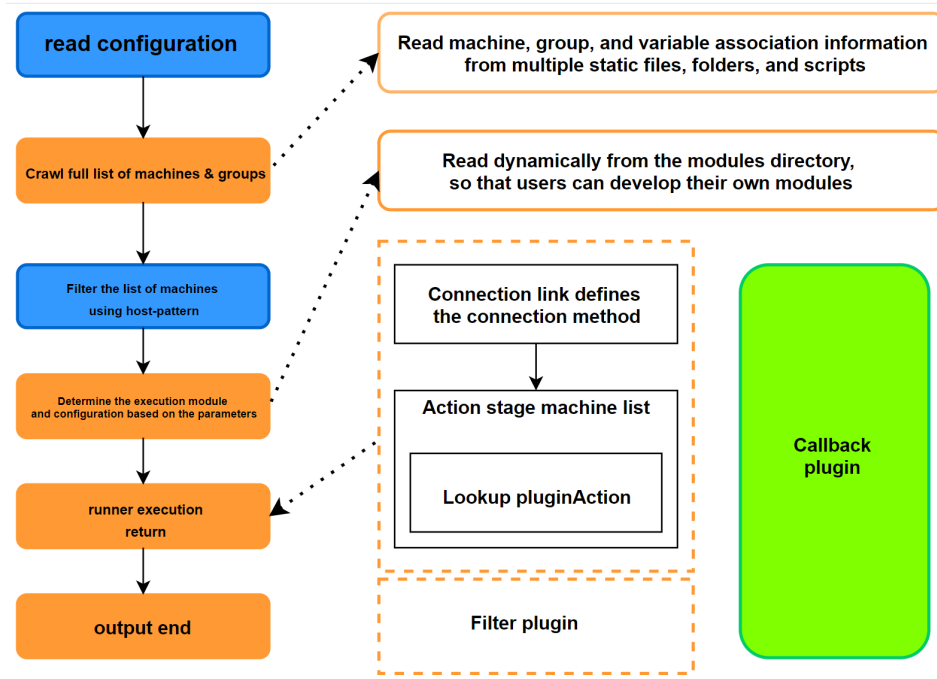 read configuration
Read machine, group, and variable association information
from multiple static files, folders, and scripts
Crawl full list of machines & groups
Read dynamically from the modules directory,
so that users can develop their own modules
Filter the list of machines
using host-pattern
Connection link defines
the connection method
Determine the execution module
and configuration based on the parameters
Action stage machine list
Lookup pluginAction
Callback
plugin
runner execution
return
output end
Filter plugin